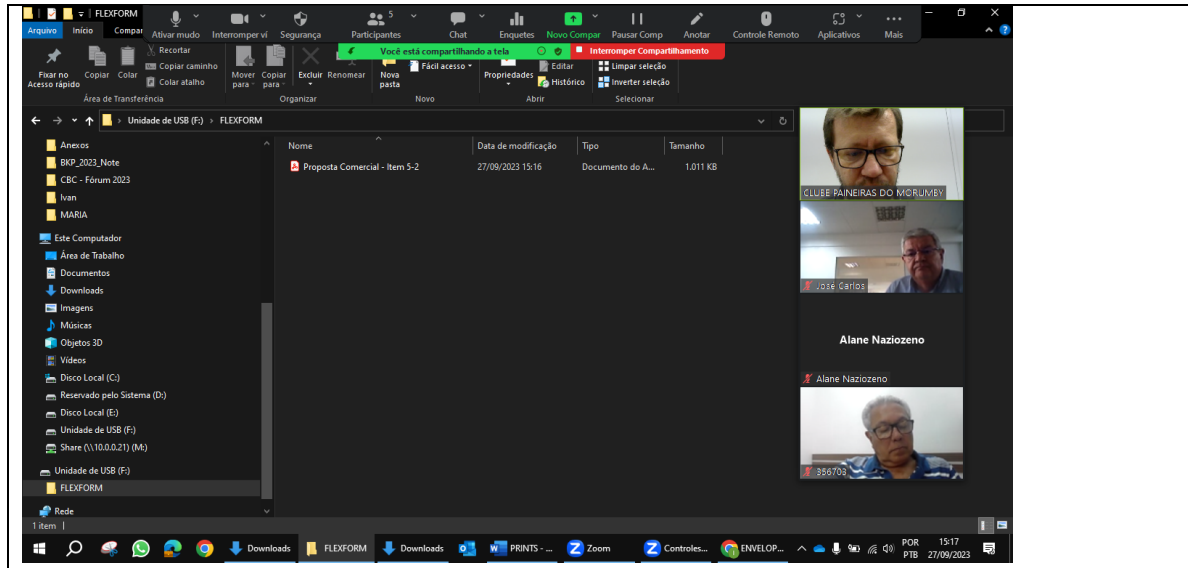 FLEXFORM
Ativar mudo
Interromper ví
Segurança
5
Participantes
Chat
Enquetes
Novo Compar
Pausar Comp
Anotar
Controle Remoto
Aplicativos
Mais
Arquivo
Início
Compar
Você está compartilhando a tela
Interromper Compartilhamento
Fixar no
Acesso rápido
Copiar
Colar
Recortar
Copiar caminho
Colar atalho
Área de Transferência
Mover
para
Copiar
para
Excluir
Renomear
Organizar
Nova
pasta
Fácil acesso
Novo
Propriedades
Editar
Histórico
Abrir
Limpar seleção
Inverter seleção
Selecionar
Unidade de USB (F:) > FLEXFORM
Anexos
BKP_2023_Note
CBC - Fórum 2023
Ivan
MARIA
Este Computador
Área de Trabalho
Documentos
Downloads
Imagens
Músicas
Objetos 3D
Vídeos
Disco Local (C:)
Reservado pelo Sistema (D:)
Disco Local (E:)
Unidade de USB (F:)
Share (\\10.0.0.21) (M:)
Unidade de USB (F:)
FLEXFORM
Rede
Nome Data de modificação Tipo Tamanho
Proposta Comercial - Item 5-2 27/09/2023 15:16 Documento do A... 1.011 KB
CLUBE PAINEIRAS DO MORUMBY
José Carlos
Alane Naziozeno
Alane Naziozeno
356703
1 item
Downloads
FLEXFORM
Downloads
PRINTS - ...
Zoom
Controles...
ENVELOP...
POR
PTB
15:17
27/09/2023